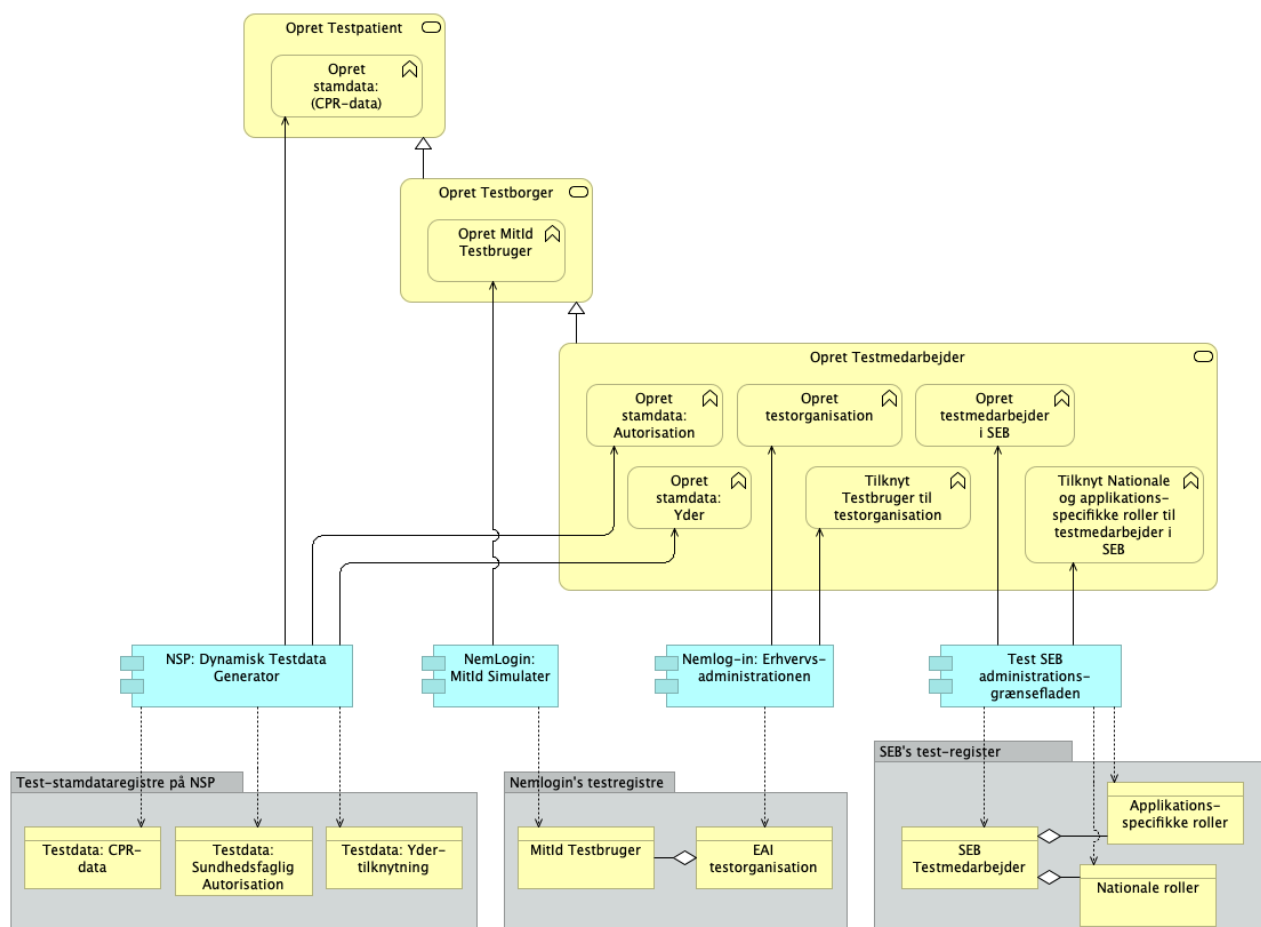 Opret Testpatient
Opret
stamdata:
(CPR-data)
Opret Testborger
Opret MitId
Testbruger
Opret Testmedarbejder
Opret
stamdata:
Autorisation
Opret
testorganisation
Opret
testmedarbejder
i SEB
Opret
stamdata:
Yder
Tilknyt
Testbruger til
testorganisation
Tilknyt Nationale
og applikations-
specifikke roller til
testmedarbejder i
SEB
NSP: Dynamisk Testdata
Generator
NemLogin:
MitId Simulater
Nemlog-in: Erhvervs-
administrationen
Test SEB
administrations-
grænsefladen
Test-stamdataregistre på NSP
Testdata: CPR-
data
Testdata:
Sundhedsfaglig
Autorisation
Testdata: Yder-
tilknytning
Nemlogin's testregistre
MitId Testbruger
EAI
testorganisation
SEB's test-register
SEB
Testmedarbejder
Applikations-
specifikke roller
Nationale roller